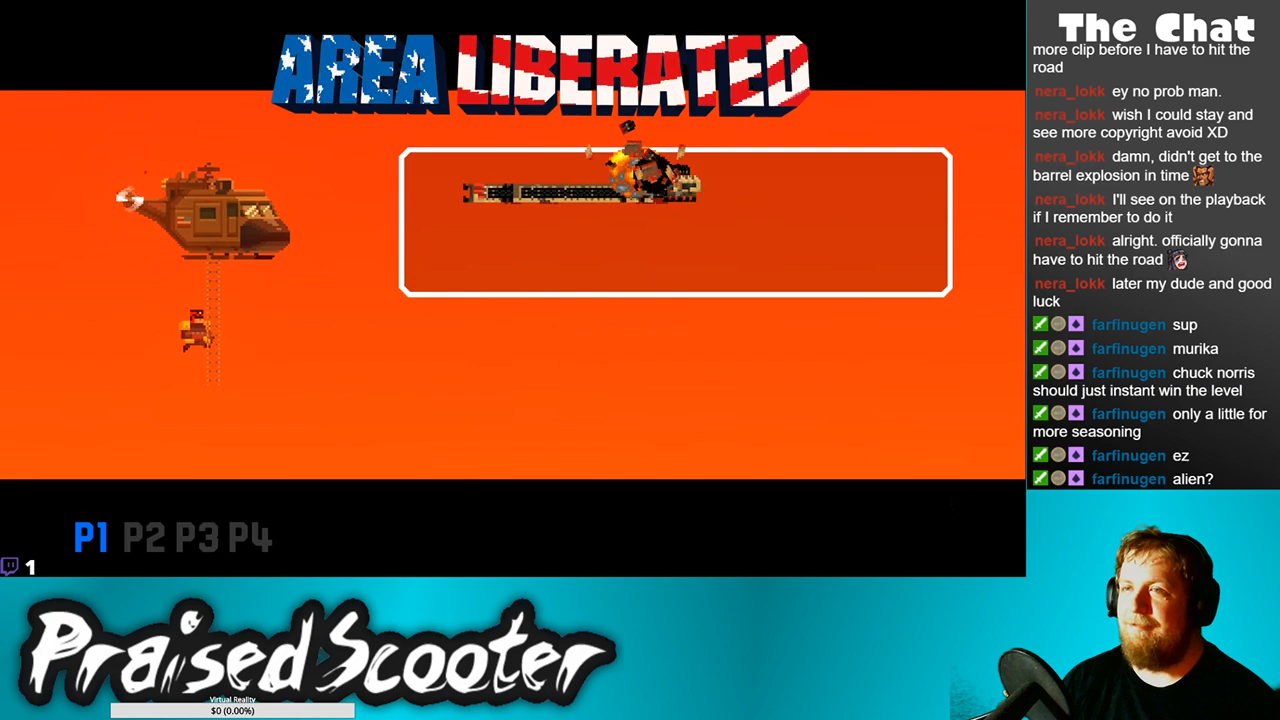 AREA LIBERATED
The Chat
more clip before I have to hit the
road
nera_lokk ey no prob man.
nera_lokk wish I could stay and
see more copyright avoid XD
nera_lokk damn, didn't get to the
barrel explosion in time
nera_lokk I'll see on the playback
if I remember to do it
nera_lokk alright. officially gonna
have to hit the road
nera_lokk later my dude and good
luck
farfinugen sup
farfinugen murika
farfinugen chuck norris
should just instant win the level
farfinugen only a little for
more seasoning
farfinugen ez
farfinugen alien?
P1 P2 P3 P4
1
PraisedScooter
Virtual Reality
$0 (0.00%)